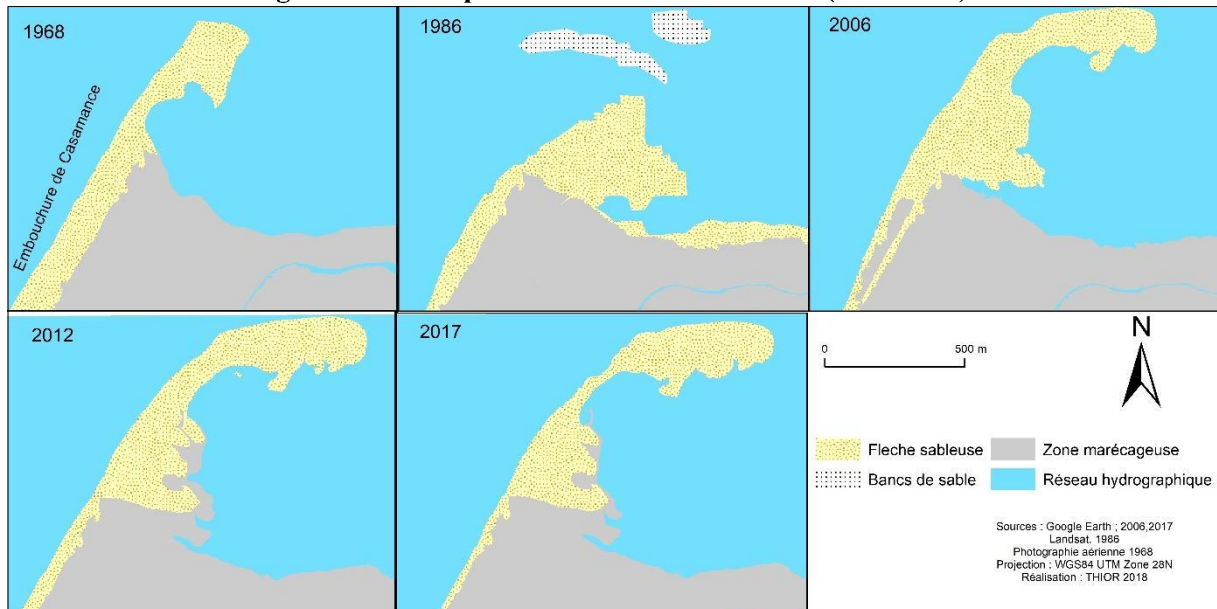 1968
Embouchure de Casamance
1986
2006
2012
2017
0 500 m
N
Fleche sableuse
Zone marécageuse
Bancs de sable
Réseau hydrographique
Sources : Google Earth ; 2006,2017
Landsat. 1986
Photographie aérienne 1968
Projection : WGS84 UTM Zone 28N
Réalisation : THIOR 2018